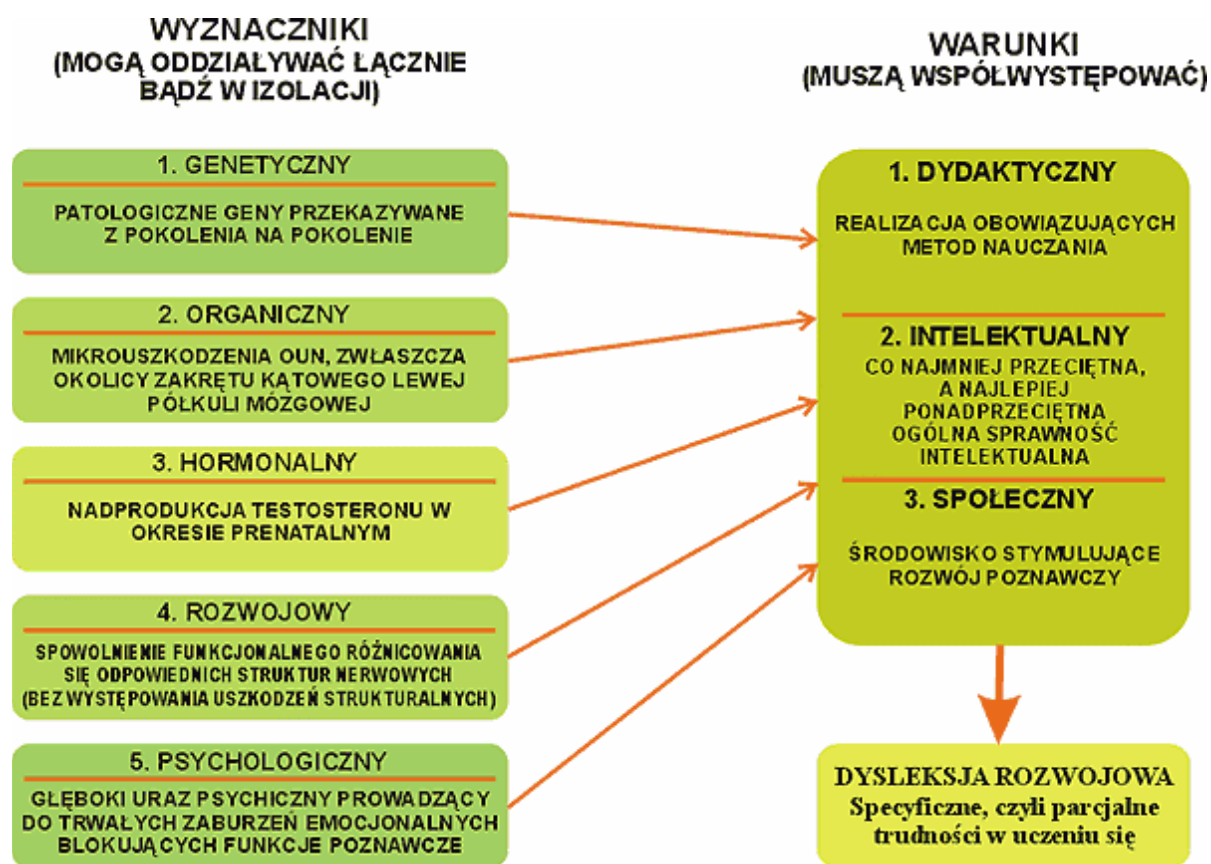 WYZNACZNIKI
(MOGĄ ODDZIAŁYWAĆ ŁĄCZNIE
BĄDŹ W IZOLACJI)
1. GENETYCZNY
PATOLOGICZNE GENY PRZEKAZYWANE
Z POKOLENIA NA POKOLENIE
2. ORGANICZNY
MIKROUSZKODZENIA OUN, ZWŁASZCZA
OKOLICY ZAKRĘTU KĄTOWEGO LEWEJ
PÓŁKULI MÓZGOWEJ
3. HORMONALNY
NADPRODUKCJA TESTOSTERONU W
OKRESIE PRENATALNYM
4. ROZWOJOWY
SPOWOLNIENIE FUNKCJONALNEGO RÓŻNICOWANIA
SIĘ ODPOWIEDNICH STRUKTUR NERWOWYCH
(BEZ WYSTĘPOWANIA USZKODZEŃ STRUKTURALNYCH)
5. PSYCHOLOGICZNY
GŁĘBOKI URAZ PSYCHICZNY PROWADZĄCY
DO TRWAŁYCH ZABURZEŃ EMOCJONALNYCH
BLOKUJĄCYCH FUNKCJE POZNAWCZE
WARUNKI
(MUSZĄ WSPÓŁWYSTĘPOWAĆ)
1. DYDAKTYCZNY
REALIZACJA OBOWIĄZUJĄCYCH
METOD NAUCZANIA
2. INTELEKTUALNY
CO NAJMNIEJ PRZECIĘTNA,
A NAJLEPIEJ
PONADPRZECIĘTNA
OGÓLNA SPRAWNOŚĆ
INTELEKTUALNA
3. SPOŁECZNY
ŚRODOWISKO STYMULUJĄCE
ROZWÓJ POZNAWCZY
DYSLEKSJA ROZWOJOWA
Specyficzne, czyli parcjalne
trudności w uczeniu się